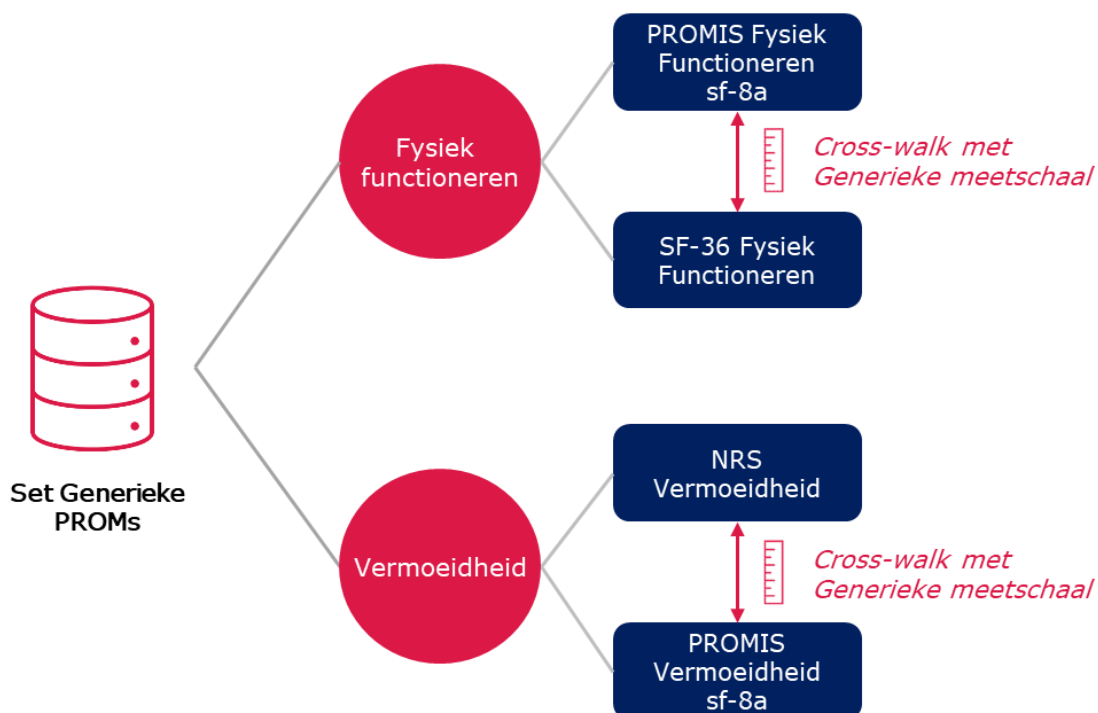 PROMIS Fysiek
Functioneren
sf-8a
Fysiek
functioneren
Cross-walk met
Generieke meetschaal
SF-36 Fysiek
Functioneren
Set Generieke
PROMs
NRS
Vermoeidheid
Vermoeidheid
Cross-walk met
Generieke meetschaal
PROMIS
Vermoeidheid
sf-8a